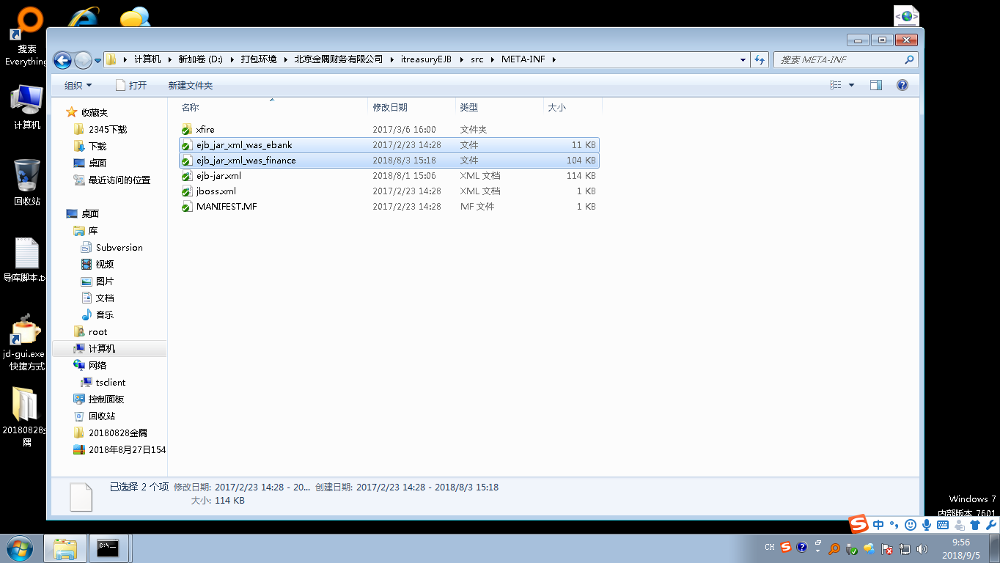 搜索
Everything
计算机
回收站
导库脚本.tx
jd-gui.exe
快捷方式
20180828金
隅
计算机 新加卷 (D:) 打包环境 北京金隅财务有限公司 itreasuryEJB src META-INF
搜索 META-INF
组织 打开 新建文件夹
收藏夹
2345下载
下载
桌面
最近访问的位置
桌面
库
Subversion
视频
图片
文档
音乐
root
计算机
网络
tsclient
控制面板
回收站
20180828金隅
2018年8月27日154
名称 修改日期 类型 大小
xfire 2017/3/6 16:00 文件夹
ejb_jar_xml_was_ebank 2017/2/23 14:28 文件 11 KB
ejb_jar_xml_was_finance 2018/8/3 15:18 文件 104 KB
ejb-jar.xml 2018/8/1 15:06 XML 文档 114 KB
jboss.xml 2017/2/23 14:28 XML 文档 1 KB
MANIFEST.MF 2017/2/23 14:28 MF 文件 1 KB
已选择 2 个项 修改日期: 2017/2/23 14:28 - 20... 创建日期: 2017/2/23 14:28 - 2018/8/3 15:18
大小: 114 KB
Windows 7
内部版本 7601
中
C:\
CH
9:56
2018/9/5